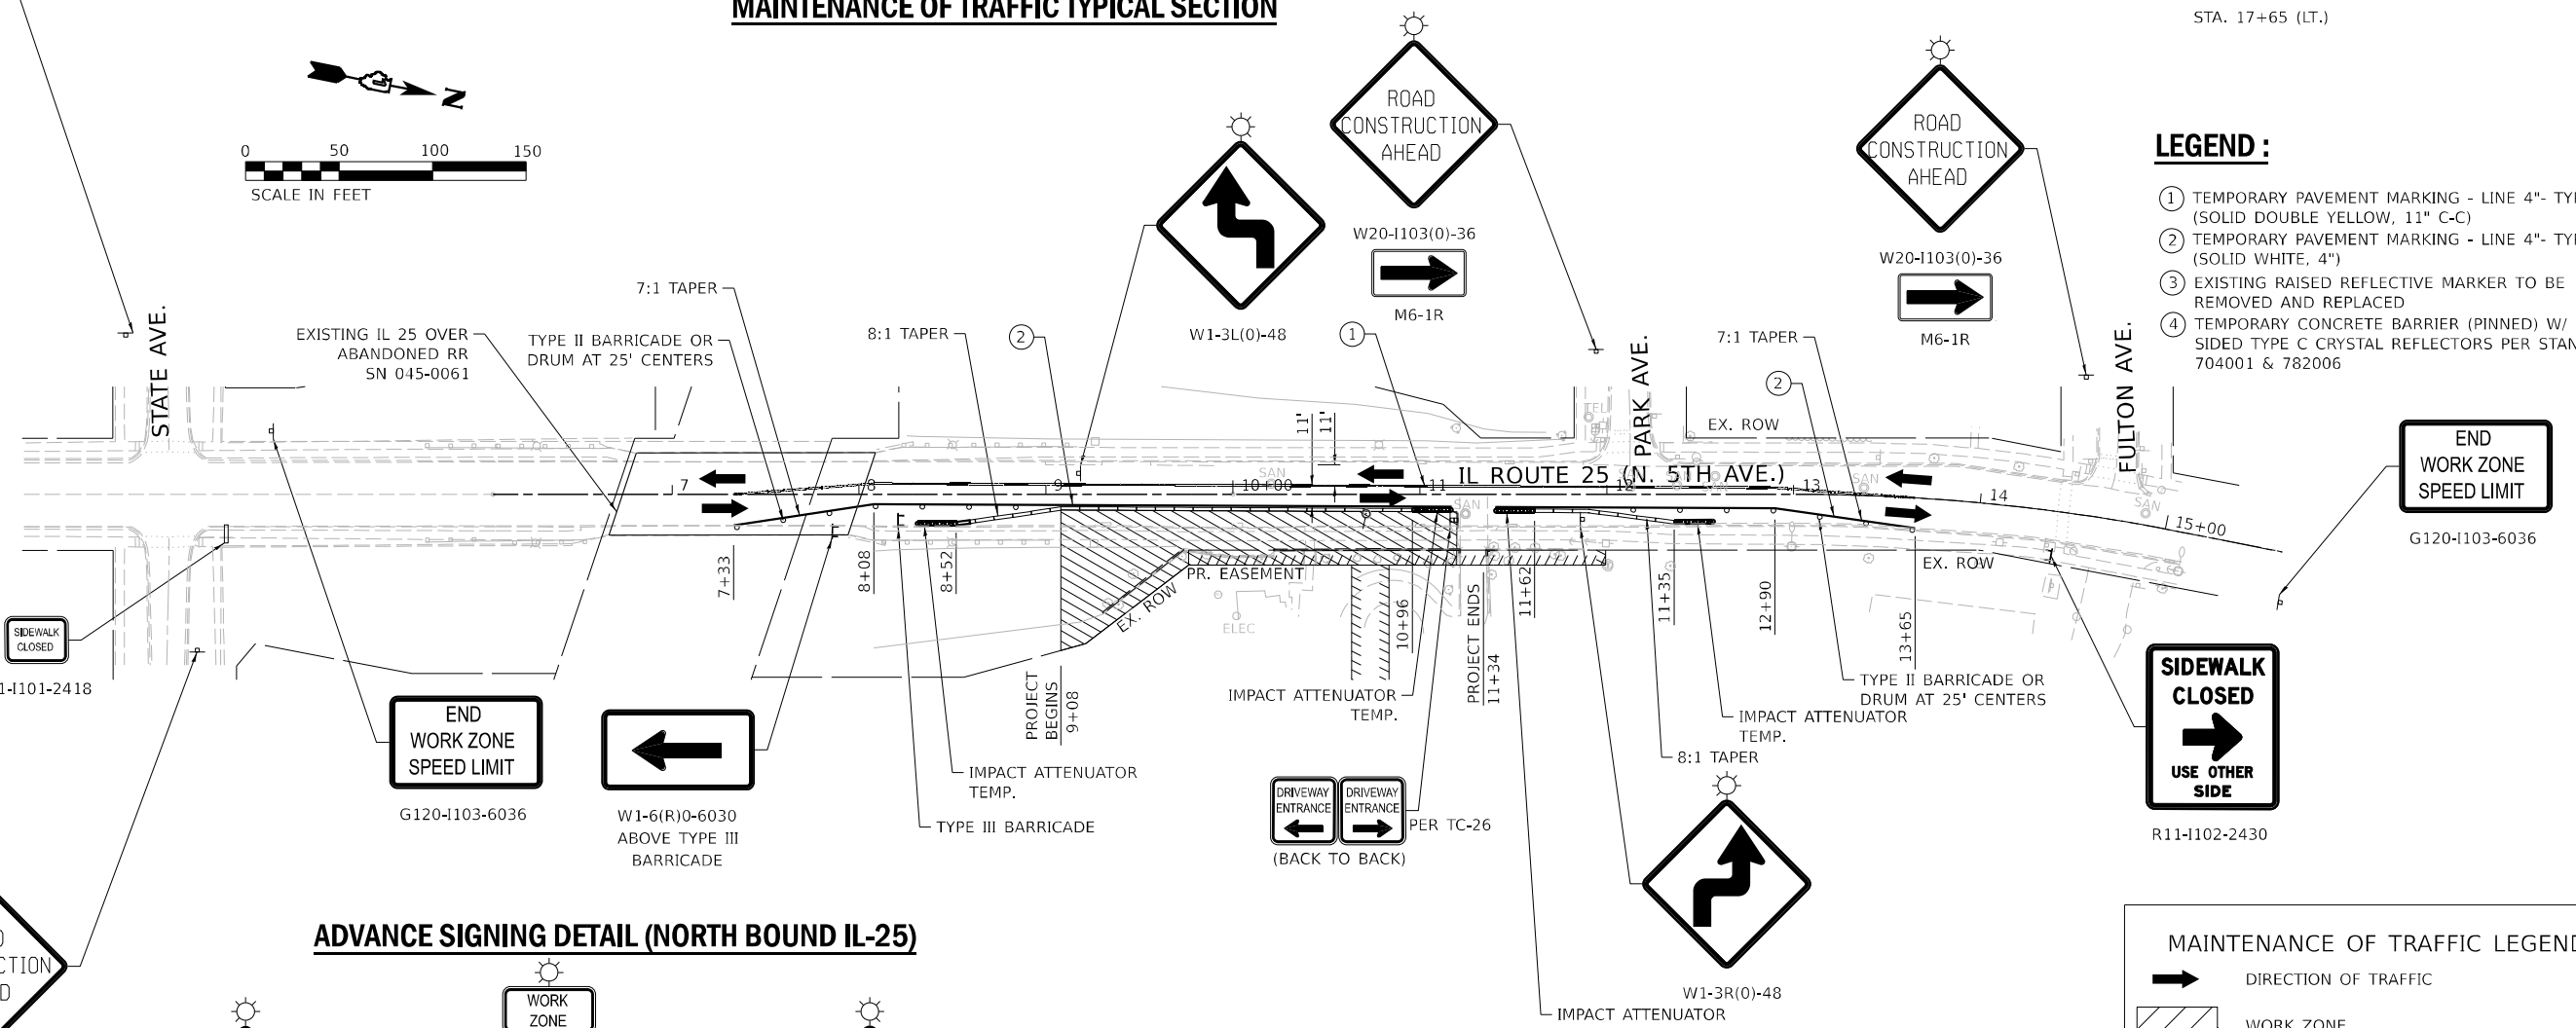 MAINTENANCE OF TRAFFIC TYPICAL SECTION
STA. 17+65 (LT.)
N
0 50 100 150
SCALE IN FEET
ROAD
CONSTRUCTION
AHEAD
W20-I103(0)-36
M6-1R
ROAD
CONSTRUCTION
AHEAD
W20-I103(0)-36
M6-1R
W1-3L(0)-48
LEGEND :
1 TEMPORARY PAVEMENT MARKING - LINE 4"-
(SOLID DOUBLE YELLOW, 11" C-C)
2 TEMPORARY PAVEMENT MARKING - LINE 4"-
(SOLID WHITE, 4")
3 EXISTING RAISED REFLECTIVE MARKER TO BE
REMOVED AND REPLACED
4 TEMPORARY CONCRETE BARRIER (PINNED) W/
SIDED TYPE C CRYSTAL REFLECTORS PER
704001 & 782006
STATE AVE.
EXISTING IL 25 OVER
ABANDONED RR
SN 045-0061
7:1 TAPER
TYPE II BARRICADE OR
DRUM AT 25' CENTERS
8:1 TAPER
2
1
7:1 TAPER
2
PARK AVE.
FULTON AVE.
TEL
EX. ROW
11'
11'
SAN
IL ROUTE 25 (N. 5TH AVE.)
SAN
SAN
SAN
7
8
9
10+00
11
12
13
14
15+00
END
WORK ZONE
SPEED LIMIT
G120-I103-6036
7+33
8+08
8+52
PR. EASEMENT
EX. ROW
ELEC
10+96
11+62
11+35
12+90
13+65
EX. ROW
PROJECT
BEGINS
9+08
PROJECT ENDS
11+34
SIDEWALK
CLOSED
1-I101-2418
END
WORK ZONE
SPEED LIMIT
G120-I103-6036
W1-6(R)0-6030
ABOVE TYPE III
BARRICADE
IMPACT ATTENUATOR
TEMP.
TYPE III BARRICADE
IMPACT ATTENUATOR
TEMP.
DRIVEWAY
ENTRANCE
DRIVEWAY
ENTRANCE
PER TC-26
(BACK TO BACK)
TYPE II BARRICADE OR
DRUM AT 25' CENTERS
IMPACT ATTENUATOR
TEMP.
8:1 TAPER
SIDEWALK
CLOSED
USE OTHER
SIDE
R11-I102-2430
W1-3R(0)-48
IMPACT ATTENUATOR
CTION
D
ADVANCE SIGNING DETAIL (NORTH BOUND IL-25)
WORK
ZONE
MAINTENANCE OF TRAFFIC LEGEND
DIRECTION OF TRAFFIC
WORK ZONE